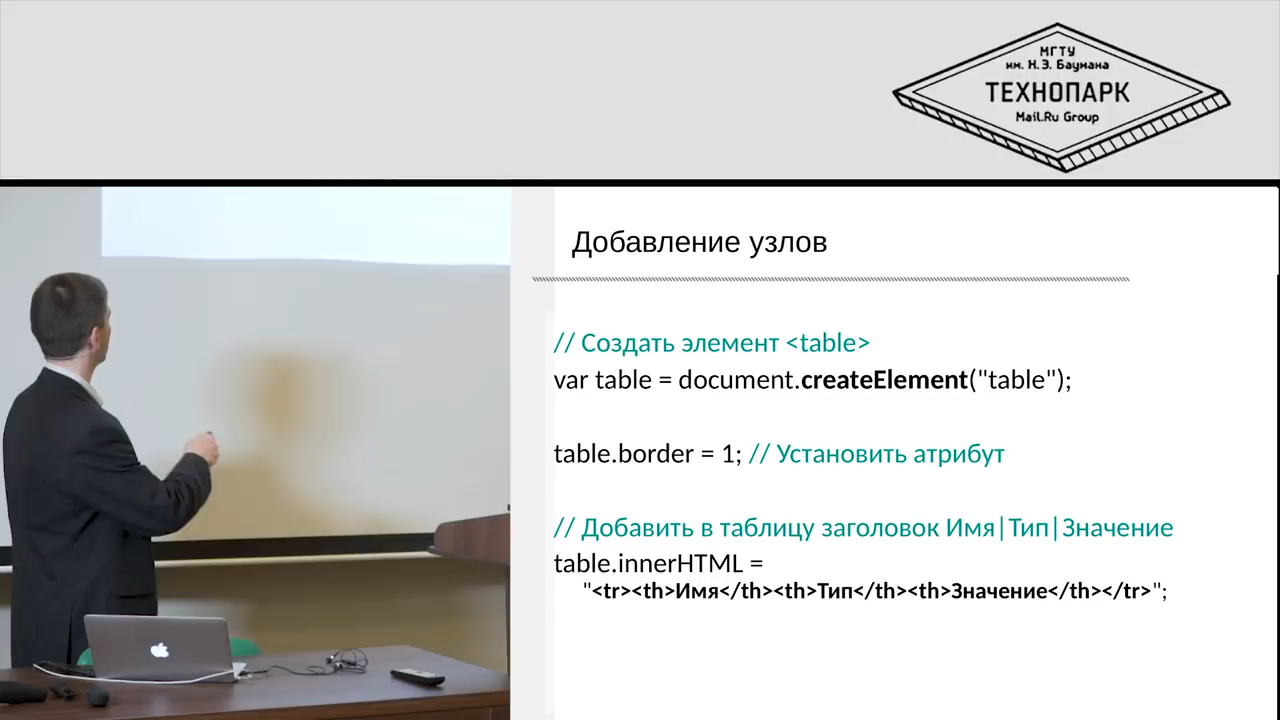 МГТУ
им. Н.Э. Баумана
ТЕХНОПАРК
Mail.Ru Group
Добавление узлов
// Создать элемент <table>
var table = document.createElement("table");
table.border = 1; // Установить атрибут
// Добавить в таблицу заголовок Имя|Тип|Значение
table.innerHTML =
"<tr><th>Имя</th><th>Тип</th><th>Значение</th></tr>";